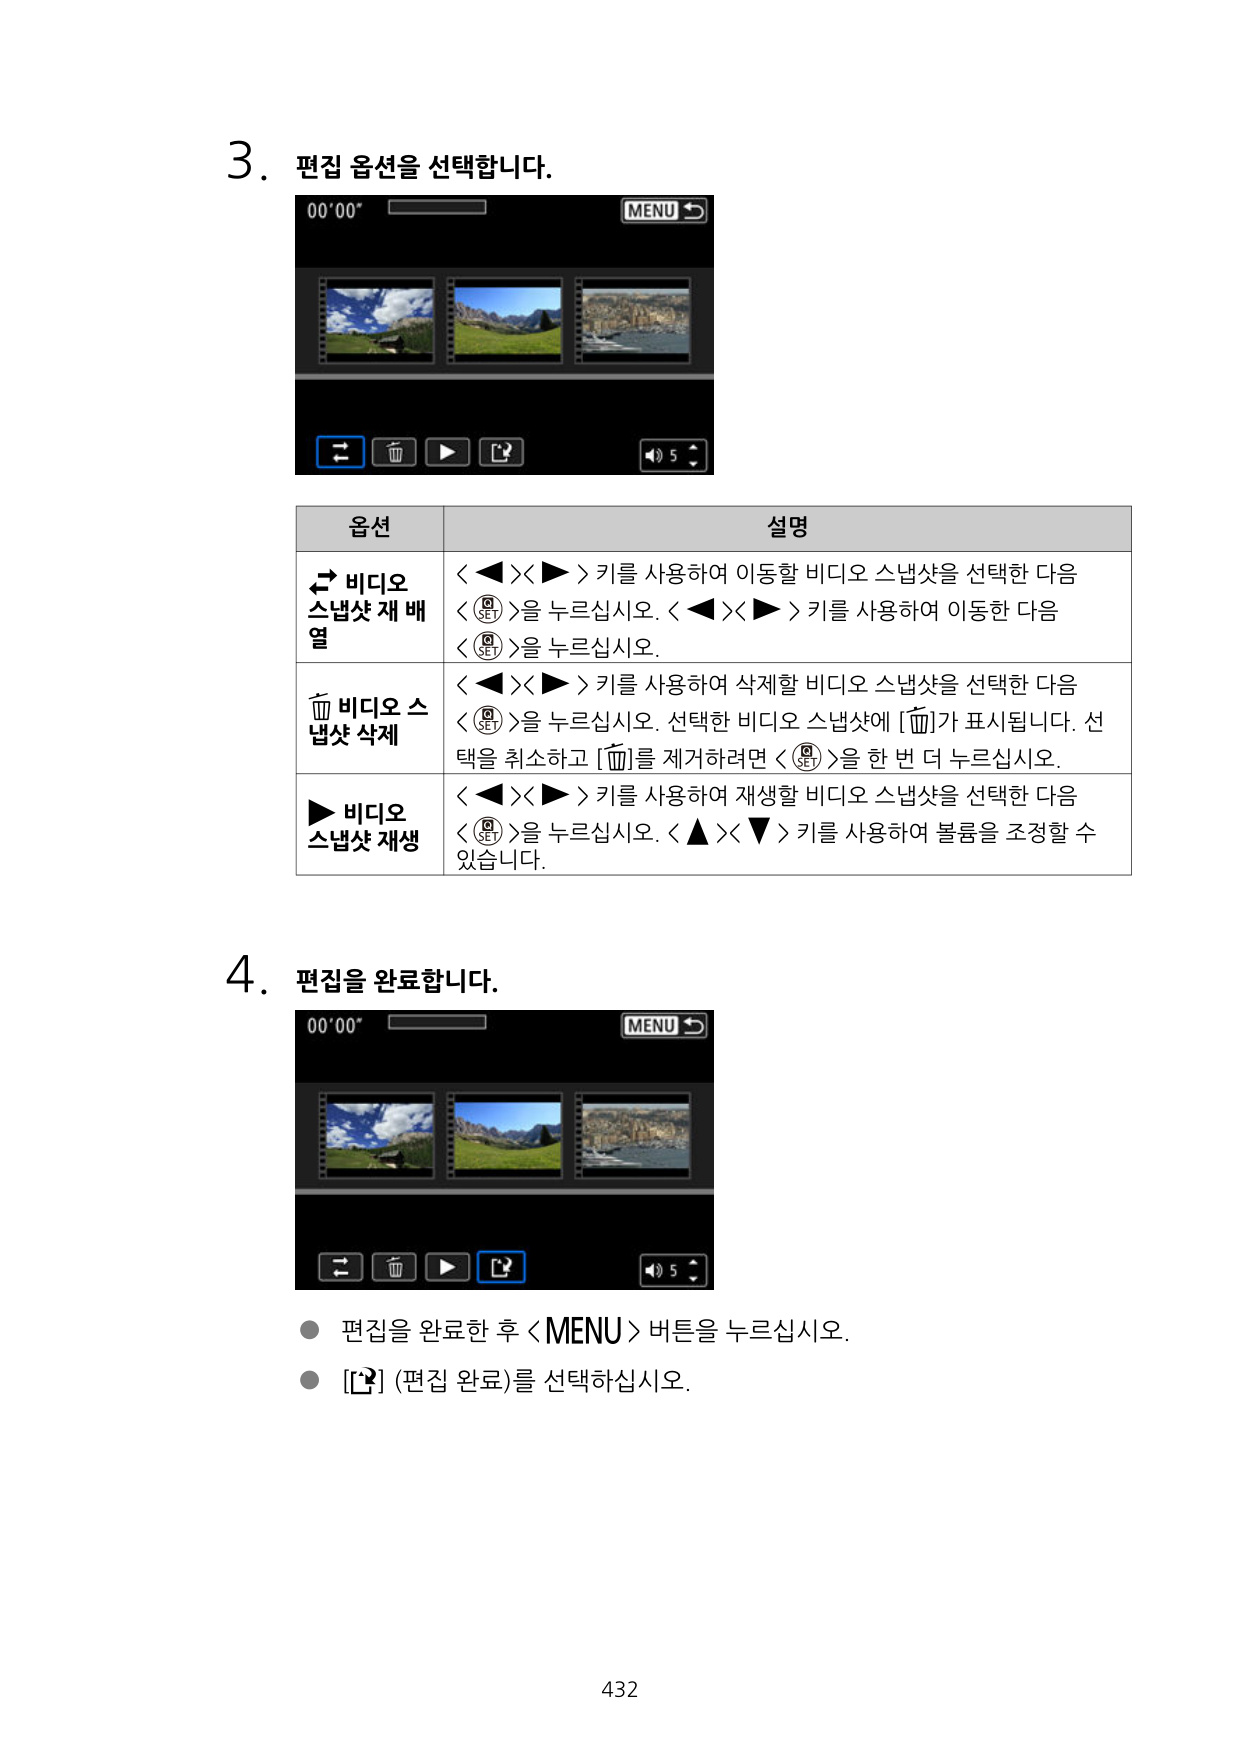 3. 편집 옵션을 선택합니다.
00'00"
MENU
5
옵션 설명
비디오
스냅샷 재 배
열
< ◀ >< ▶ > 키를 사용하여 이동할 비디오 스냅샷을 선택한 다음
< Q SET >을 누르십시오. < ◀ >< ▶ > 키를 사용하여 이동한 다음
< Q SET >을 누르십시오.
비디오 스
냅샷 삭제
< ◀ >< ▶ > 키를 사용하여 삭제할 비디오 스냅샷을 선택한 다음
< Q SET >을 누르십시오. 선택한 비디오 스냅샷에 [🗑]가 표시됩니다. 선
택을 취소하고 [🗑]를 제거하려면 < Q SET >을 한 번 더 누르십시오.
▶ 비디오
스냅샷 재생
< ◀ >< ▶ > 키를 사용하여 재생할 비디오 스냅샷을 선택한 다음
< Q SET >을 누르십시오. < ▲ >< ▼ > 키를 사용하여 볼륨을 조정할 수
있습니다.
4. 편집을 완료합니다.
00'00"
MENU
5
● 편집을 완료한 후 < MENU > 버튼을 누르십시오.
● [ ] (편집 완료)를 선택하십시오.
432